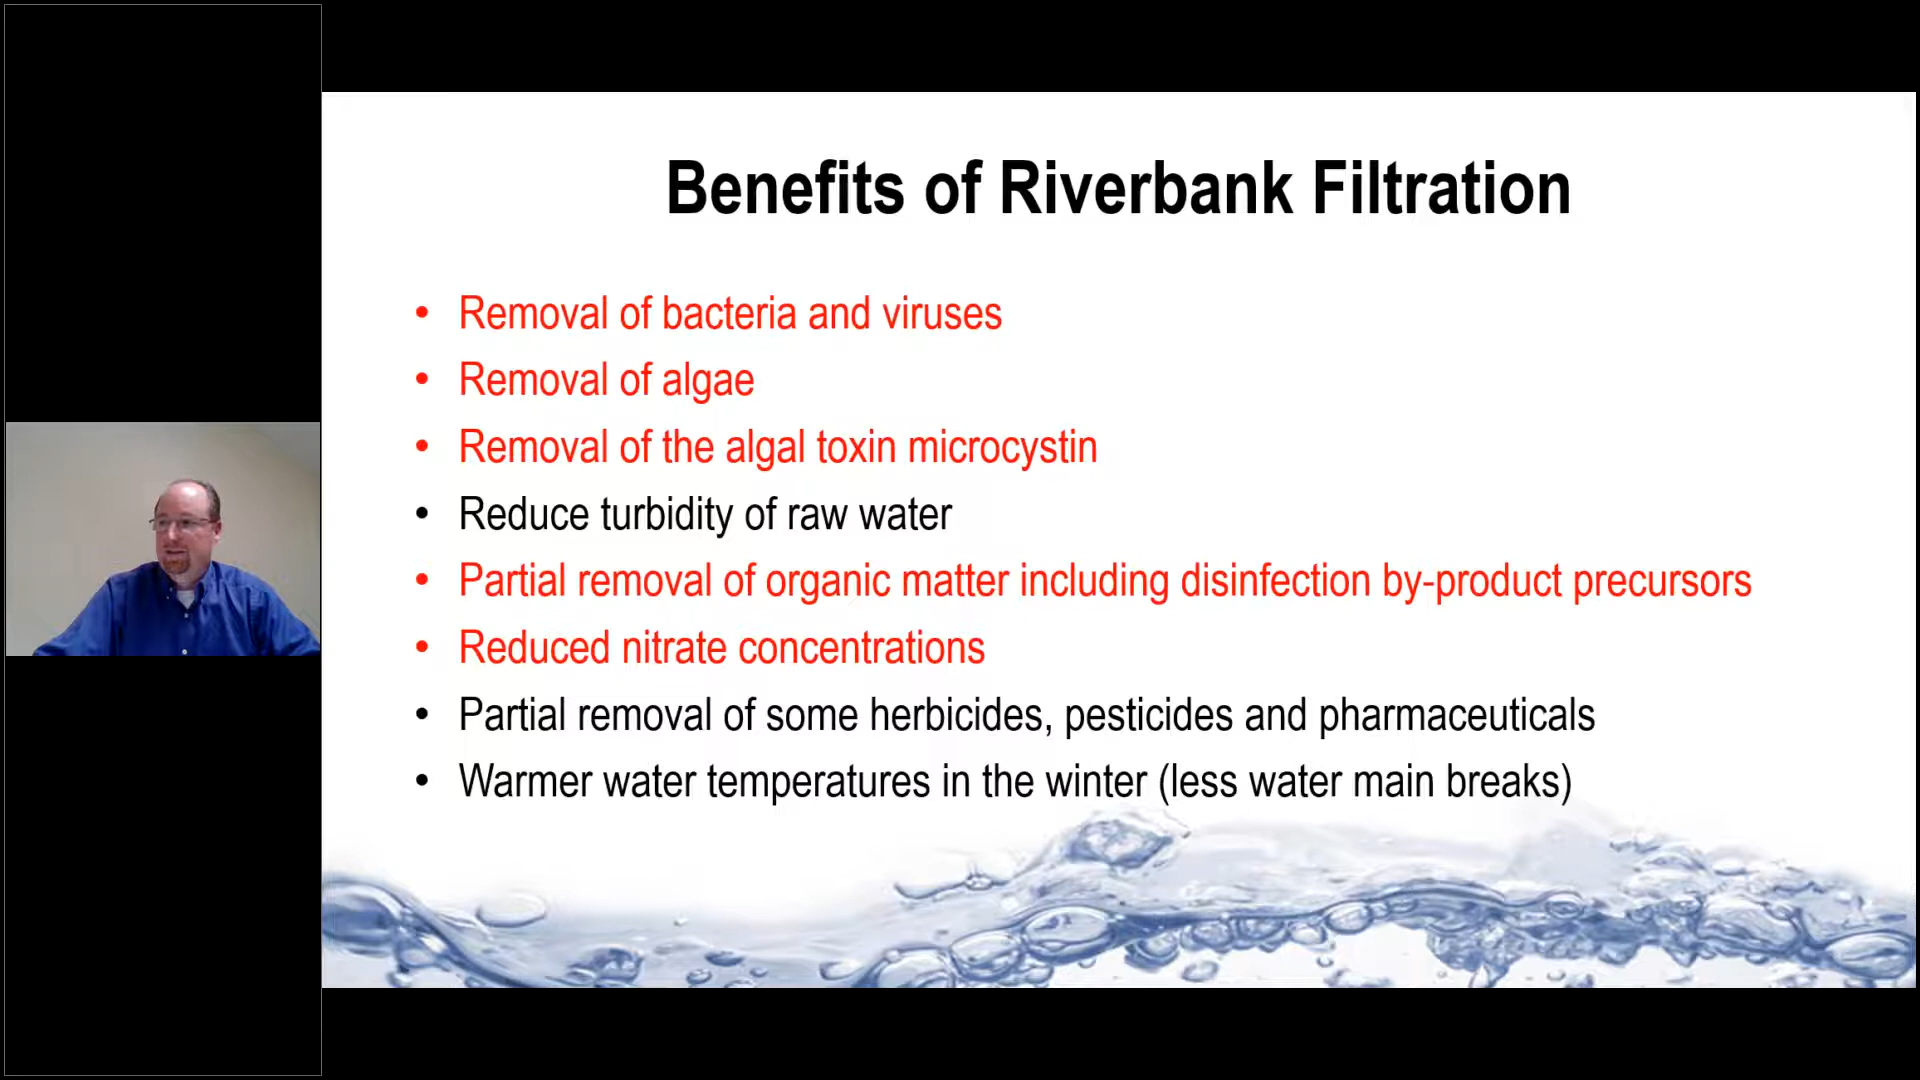 Benefits of Riverbank Filtration
• Removal of bacteria and viruses
• Removal of algae
• Removal of the algal toxin microcystin
• Reduce turbidity of raw water
• Partial removal of organic matter including disinfection by-product precursors
• Reduced nitrate concentrations
• Partial removal of some herbicides, pesticides and pharmaceuticals
• Warmer water temperatures in the winter (less water main breaks)